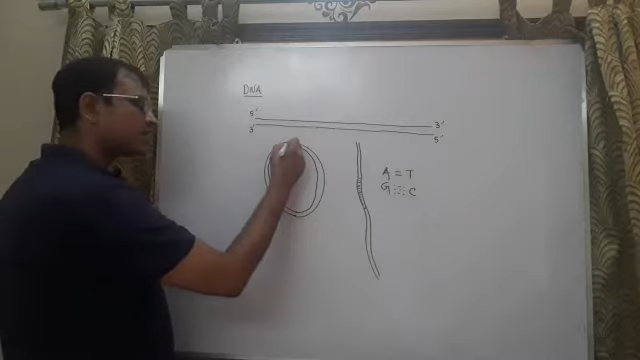 DNA
5' 3'
3' 5'
A = T
G ::: C